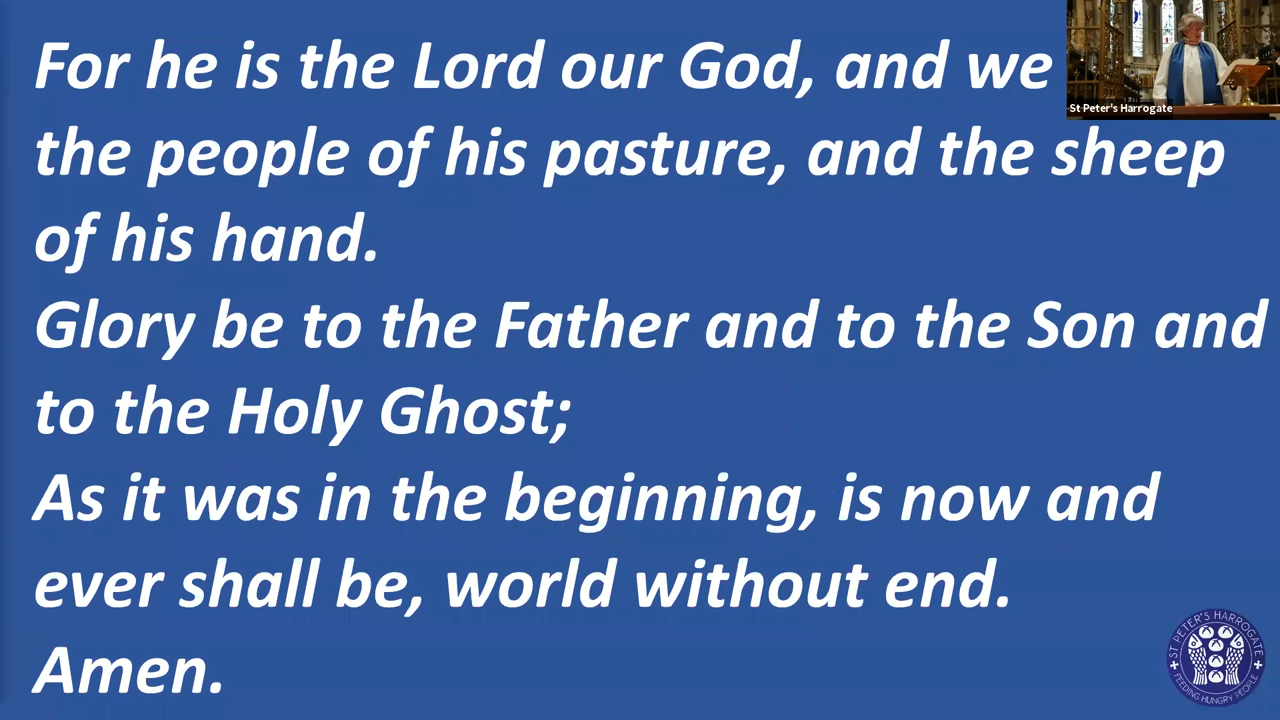 For he is the Lord our God, and we
the people of his pasture, and the sheep
of his hand.
Glory be to the Father and to the Son and
to the Holy Ghost;
As it was in the beginning, is now and
ever shall be, world without end.
Amen.
St Peter's Harrogate
ST PETER'S HARROGATE
FEEDING HUNGRY PEOPLE